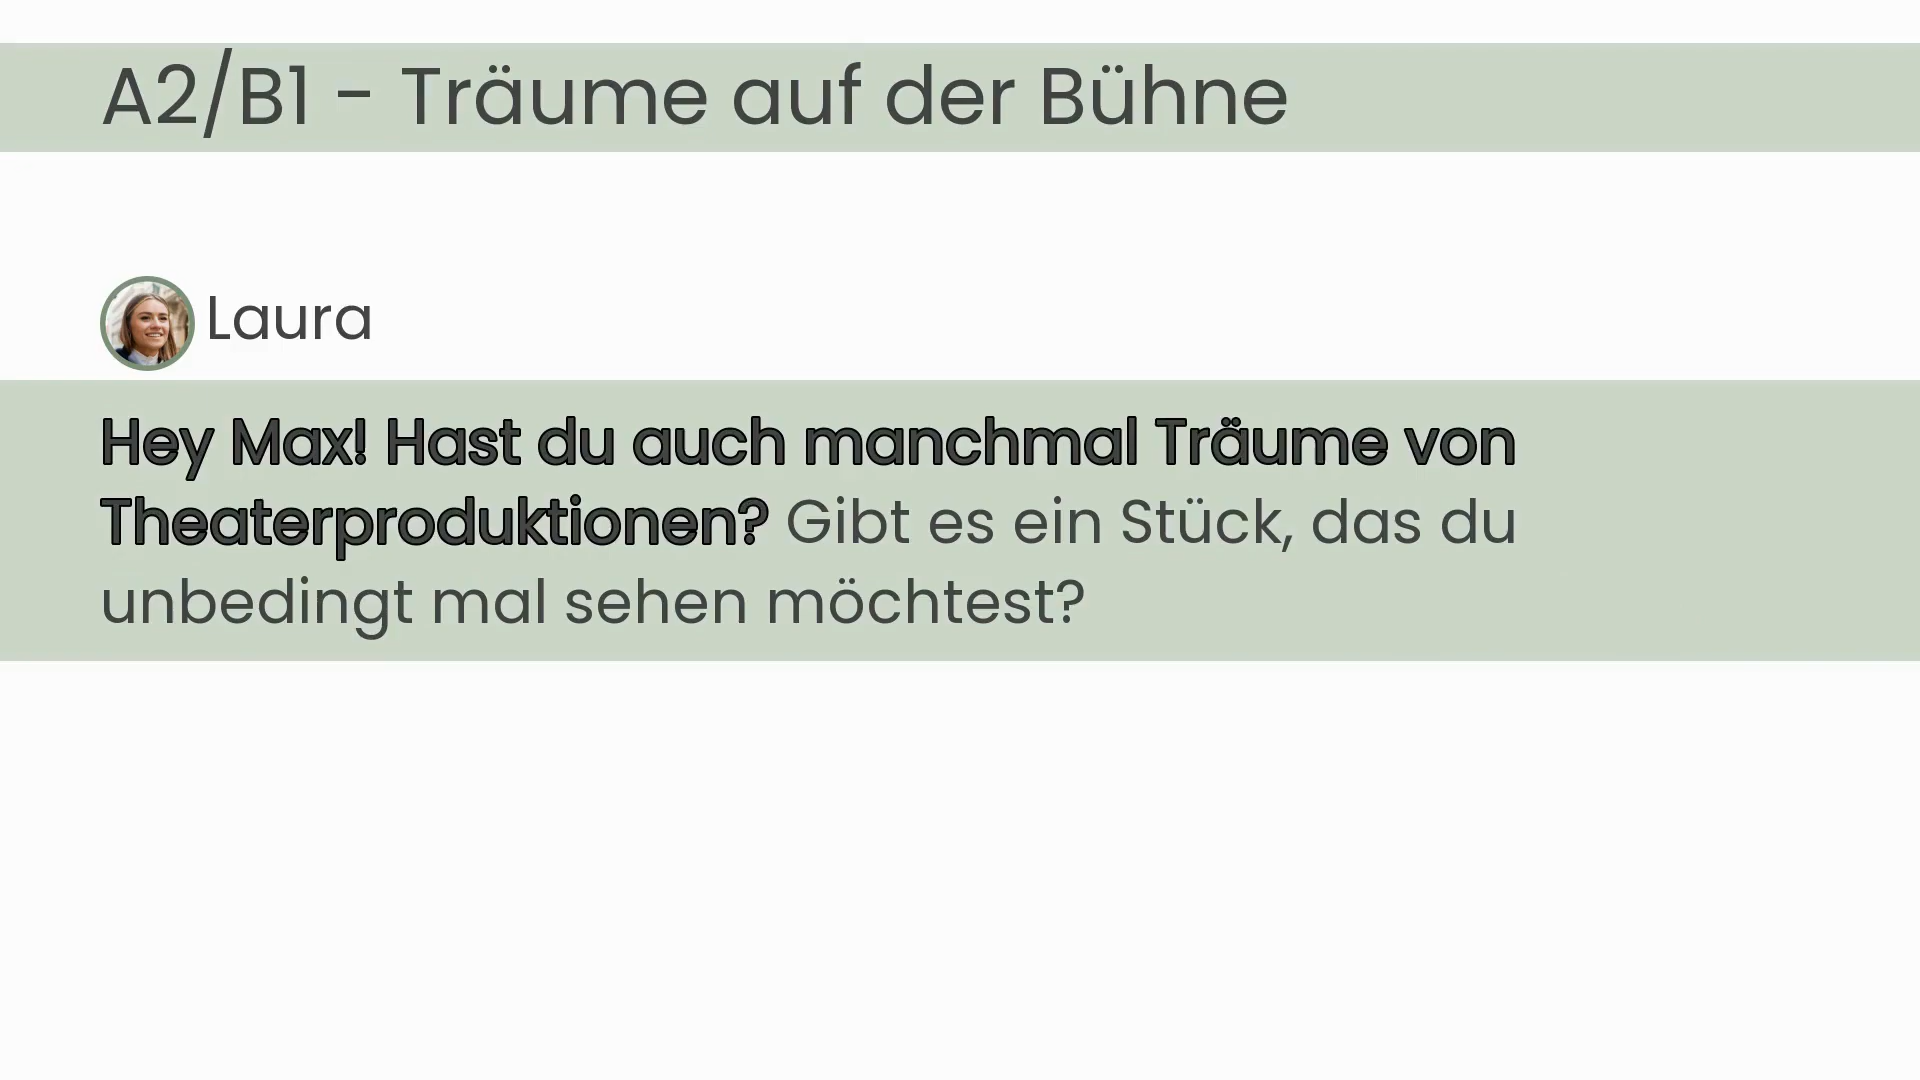 A2/B1 - Träume auf der Bühne
Laura
Hey Max! Hast du auch manchmal Träume von
Theaterproduktionen? Gibt es ein Stück, das du
unbedingt mal sehen möchtest?